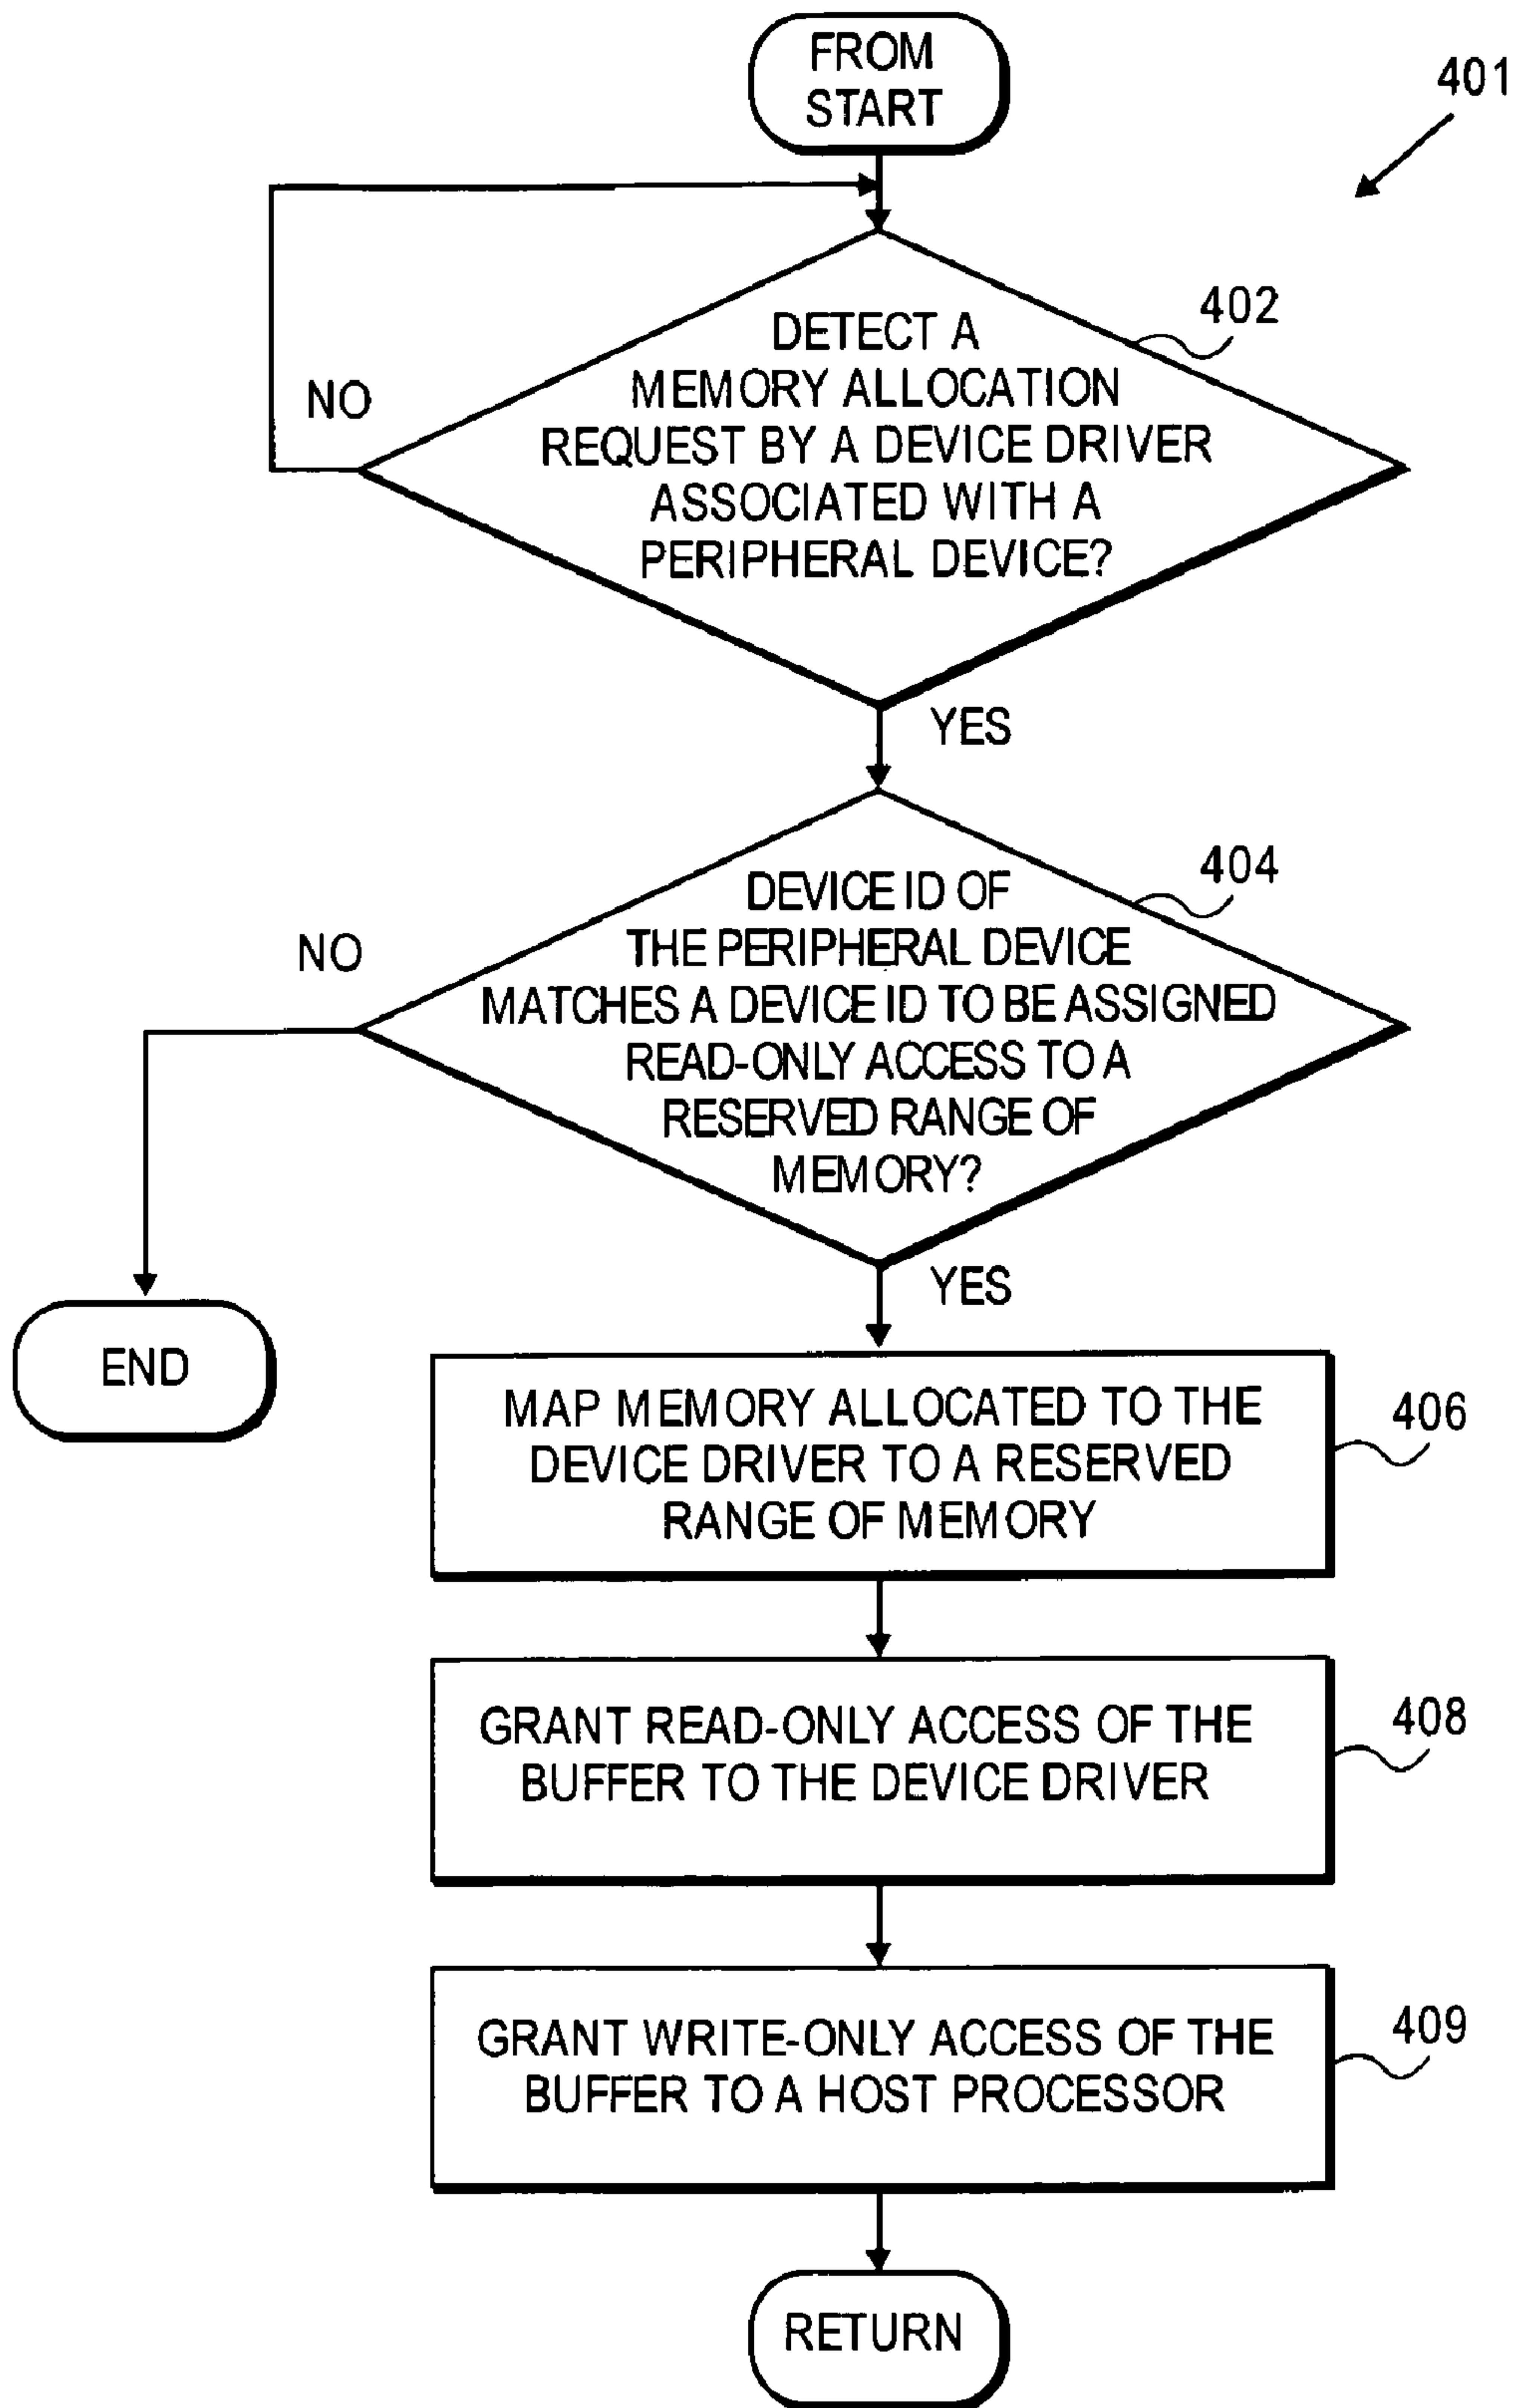 FROM
START
401
402
DETECT A
MEMORY ALLOCATION
NO
REQUEST BY A DEVICE DRIVER
ASSOCIATED WITH A
PERIPHERAL DEVICE?
YES
404
DEVICE ID OF
NO
THE PERIPHERAL DEVICE
MATCHES A DEVICE ID TO BE ASSIGNED
READ-ONLY ACCESS TO A
RESERVED RANGE OF
MEMORY?
YES
END
MAP MEMORY ALLOCATED TO THE
DEVICE DRIVER TO A RESERVED
RANGE OF MEMORY
406
GRANT READ-ONLY ACCESS OF THE
BUFFER TO THE DEVICE DRIVER
408
GRANT WRITE-ONLY ACCESS OF THE
BUFFER TO A HOST PROCESSOR
409
RETURN